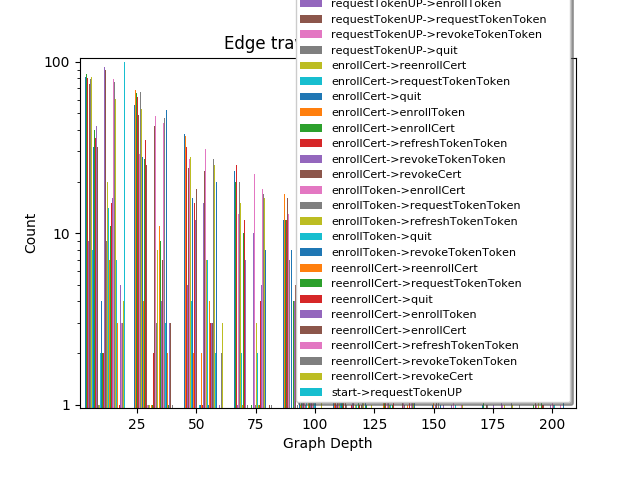 requestTokenUP->enrollToken
requestTokenUP->requestTokenToken
requestTokenUP->revokeTokenToken
requestTokenUP->quit
enrollCert->reenrollCert
enrollCert->requestTokenToken
enrollCert->quit
enrollCert->enrollToken
enrollCert->enrollCert
enrollCert->refreshTokenToken
enrollCert->revokeTokenToken
enrollCert->revokeCert
enrollToken->enrollCert
enrollToken->requestTokenToken
enrollToken->refreshTokenToken
enrollToken->quit
enrollToken->revokeTokenToken
reenrollCert->reenrollCert
reenrollCert->requestTokenToken
reenrollCert->quit
reenrollCert->enrollToken
reenrollCert->enrollCert
reenrollCert->refreshTokenToken
reenrollCert->revokeTokenToken
reenrollCert->revokeCert
start->requestTokenUP
Edge
100
10
1
Count
25 50 75 100 125 150 175 200
Graph Depth